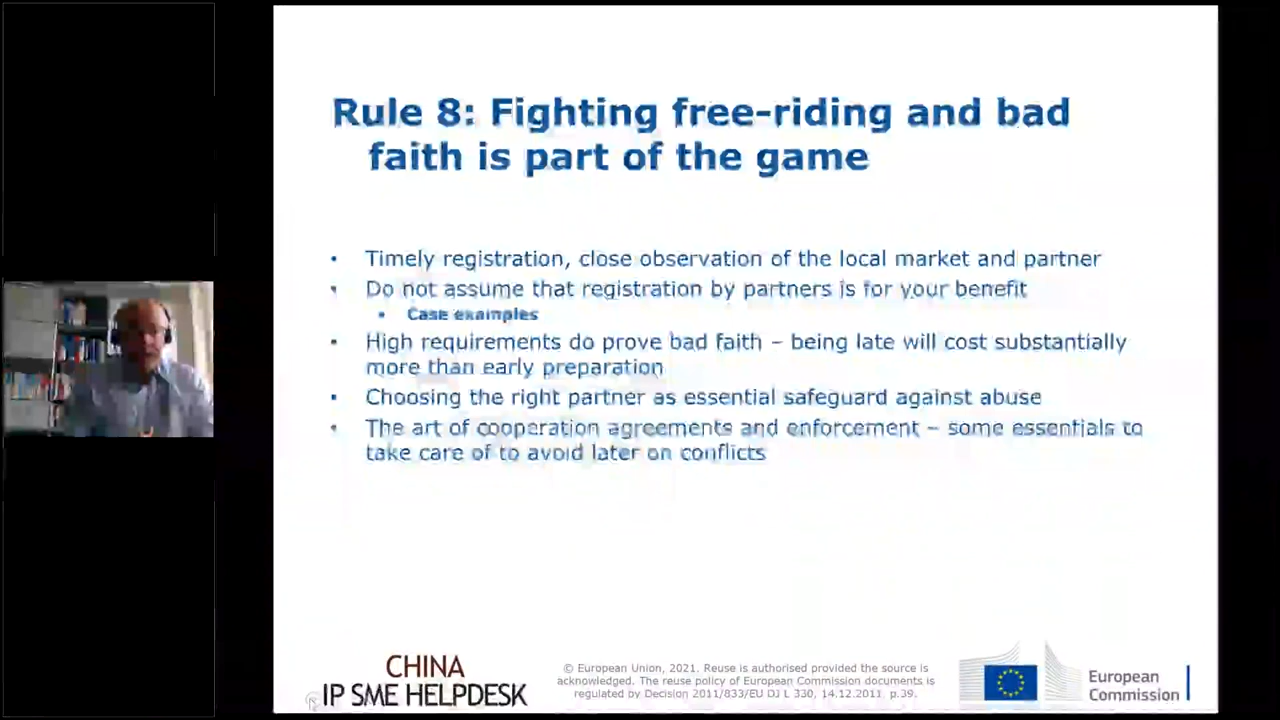 Rule 8: Fighting free-riding and bad
faith is part of the game
• Timely registration, close observation of the local market and partner
• Do not assume that registration by partners is for your benefit
• Case examples
• High requirements do prove bad faith – being late will cost substantially
more than early preparation
• Choosing the right partner as essential safeguard against abuse
• The art of cooperation agreements and enforcement – some essentials to
take care of to avoid later on conflicts
CHINA
IP SME HELPDESK
© European Union, 2021. Reuse is authorised provided the source is
acknowledged. The reuse policy of European Commission documents is
regulated by Decision 2011/833/EU OJ L 330, 14.12.2011, p.39.
European
Commission